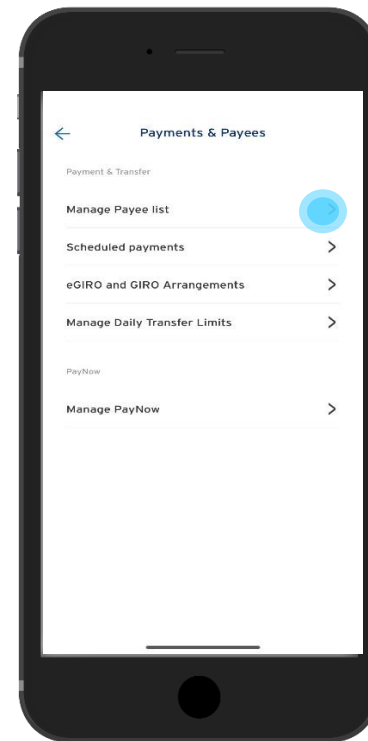 Payments & Payees
Payment & Transfer
Manage Payee list
Scheduled payments
eGIRO and GIRO Arrangements
Manage Daily Transfer Limits
PayNow
Manage PayNow